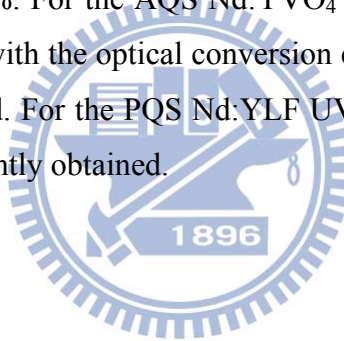 %. For the AQS Nd:YVO₄
with the optical conversion
d. For the PQS Nd:YLF UV
ntly obtained.
1896